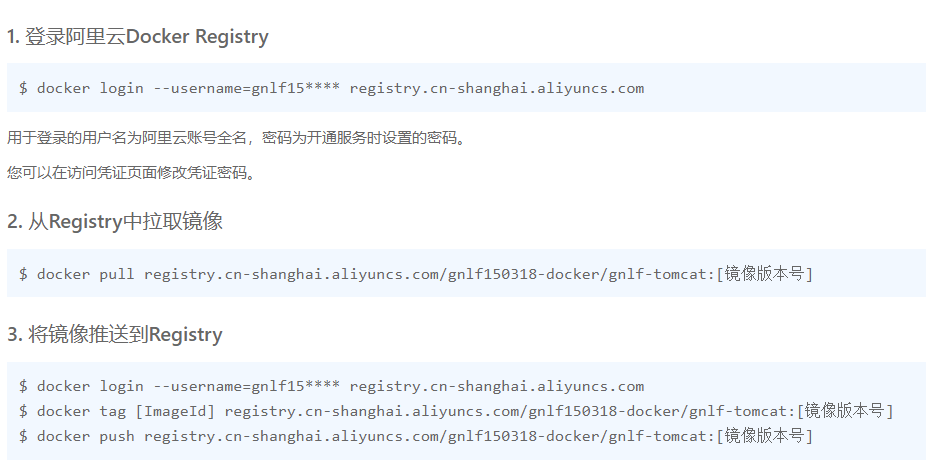 1. 登录阿里云Docker Registry
$ docker login --username=gnlf15**** registry.cn-shanghai.aliyuncs.com
用于登录的用户名为阿里云账号全名，密码为开通服务时设置的密码。
您可以在访问凭证页面修改凭证密码。
2. 从Registry中拉取镜像
$ docker pull registry.cn-shanghai.aliyuncs.com/gnlf150318-docker/gnlf-tomcat:[镜像版本号]
3. 将镜像推送到Registry
$ docker login --username=gnlf15**** registry.cn-shanghai.aliyuncs.com
$ docker tag [ImageId] registry.cn-shanghai.aliyuncs.com/gnlf150318-docker/gnlf-tomcat:[镜像版本号]
$ docker push registry.cn-shanghai.aliyuncs.com/gnlf150318-docker/gnlf-tomcat:[镜像版本号]